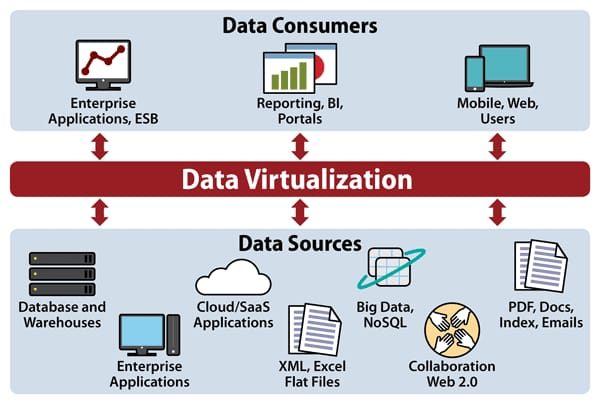 Data Consumers
Enterprise
Applications, ESB
Reporting, BI,
Portals
Mobile, Web,
Users
Data Virtualization
Data Sources
Database and
Warehouses
Enterprise
Applications
Cloud/SaaS
Applications
XML, Excel
Flat Files
Big Data,
NoSQL
Collaboration
Web 2.0
PDF, Docs,
Index, Emails